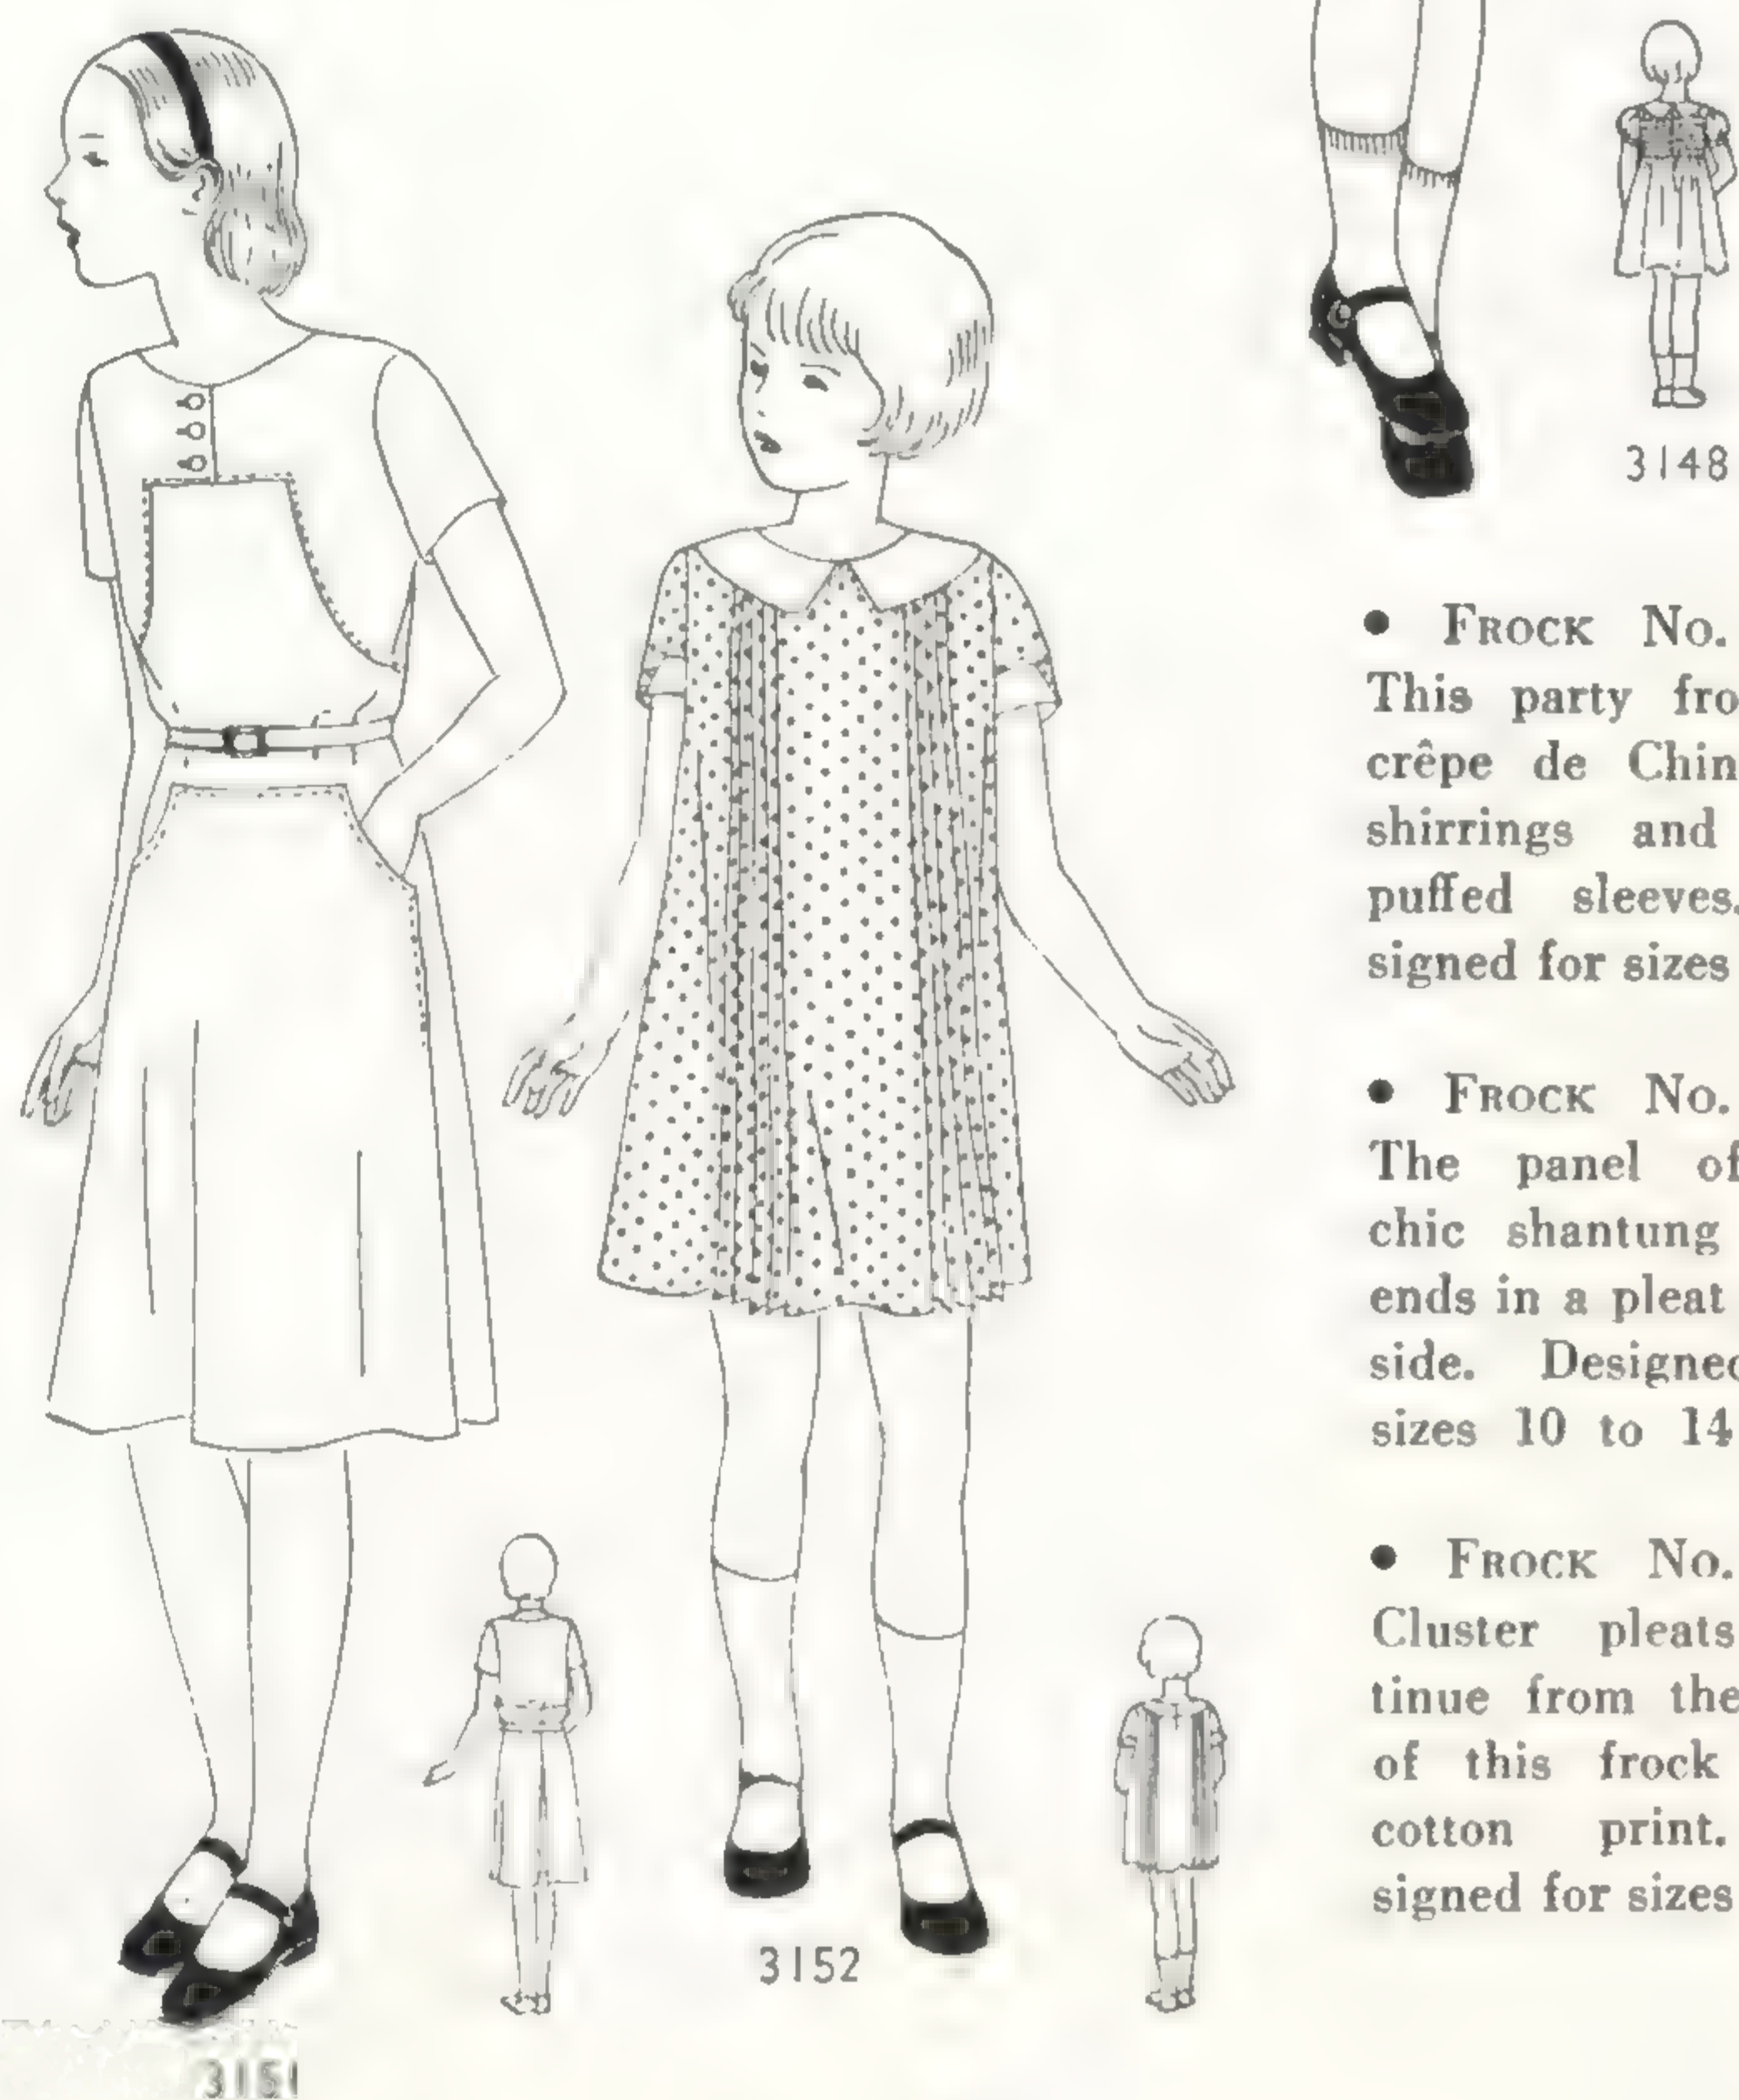 3148
• FROCK No.
This party fro
crêpe de Chin
shirrings and
puffed sleeves.
signed for sizes
• FROCK No.
The panel of
chic shantung
ends in a pleat
side. Designed
sizes 10 to 14
• FROCK No.
Cluster pleats
tinue from the
of this frock
cotton print.
signed for sizes
3152